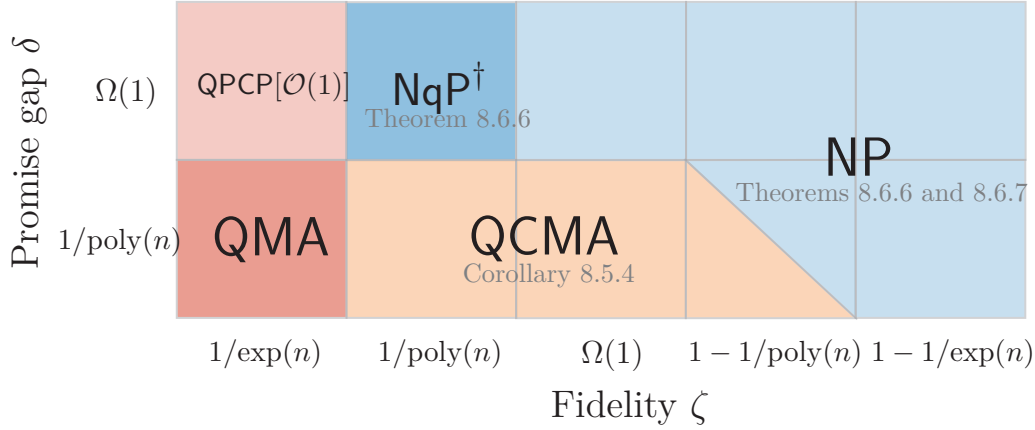 Promise gap δ
Ω(1)
QPCP[𝒪(1)]
NqP†
Theorem 8.6.6
NP
Theorems 8.6.6 and 8.6.7
1/poly(n)
QMA
QCMA
Corollary 8.5.4
1/exp(n)
1/poly(n)
Ω(1)
1 − 1/poly(n)
1 − 1/exp(n)
Fidelity ζ